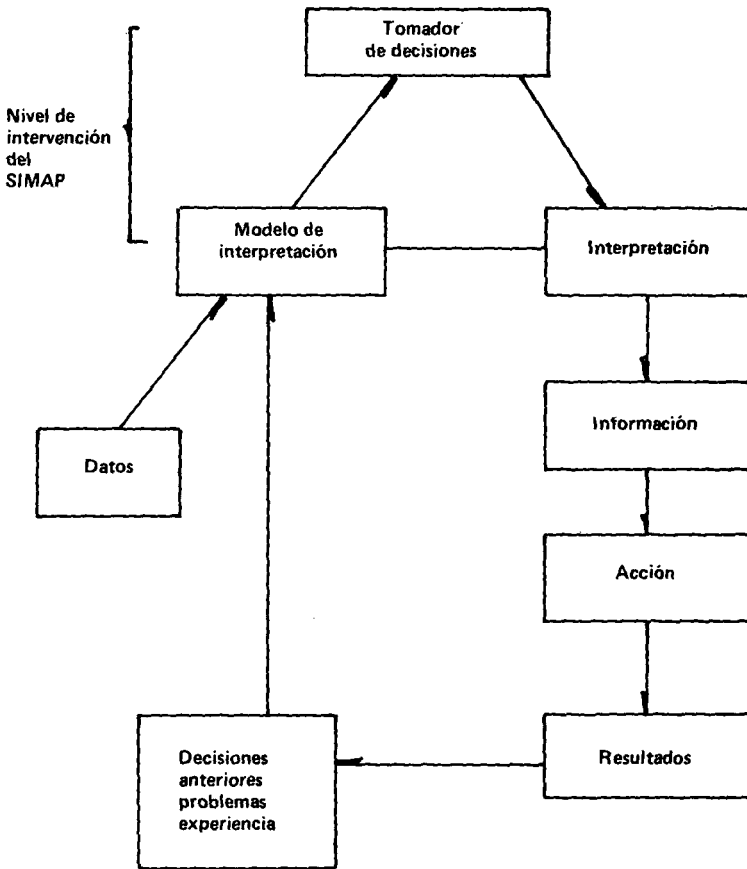 Tomador
de decisiones
Nivel de
intervención
del
SIMAP
Modelo de
interpretación
Interpretación
Datos
Información
Acción
Decisiones
anteriores
problemas
experiencia
Resultados